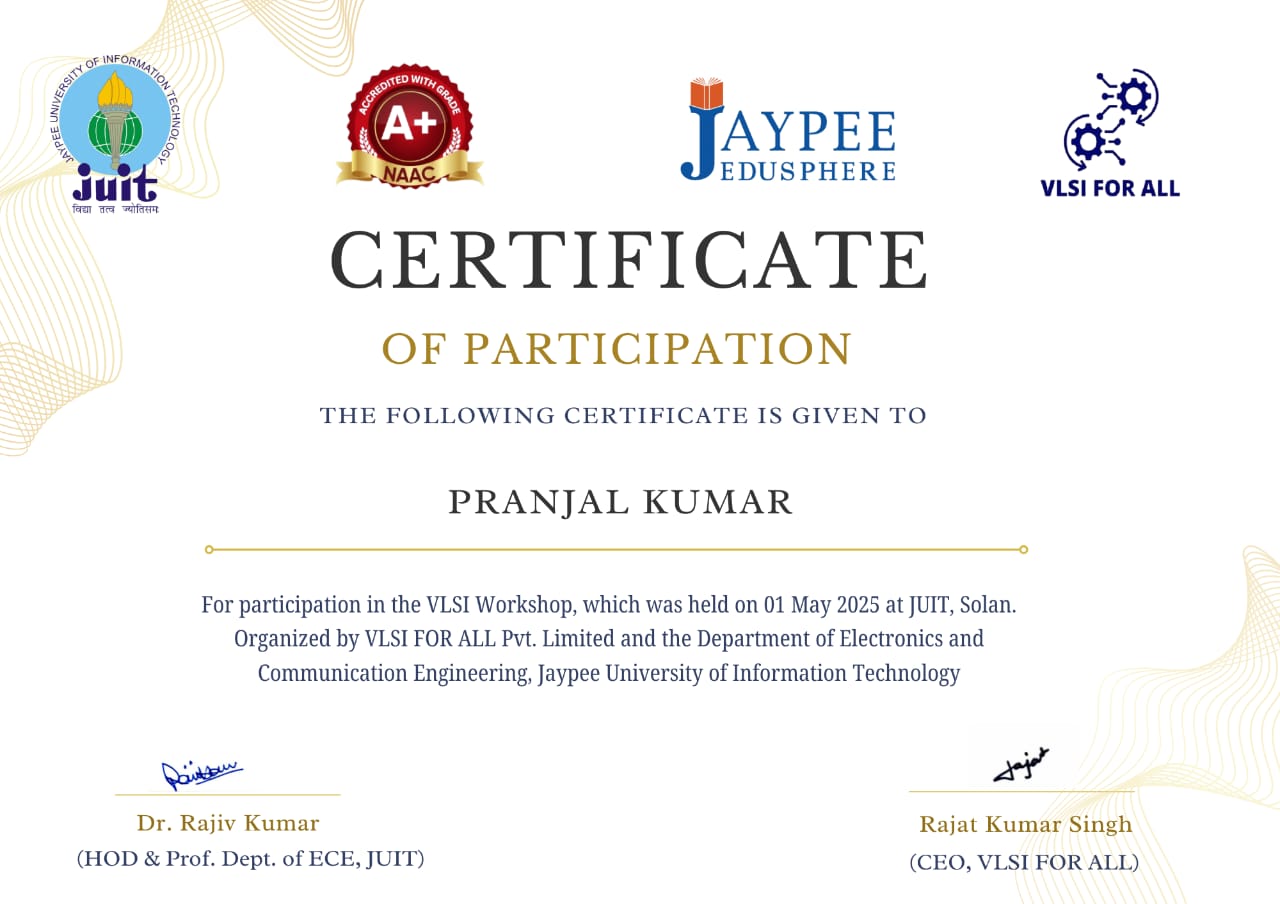 JAYPEE UNIVERSITY OF INFORMATION TECHNOLOGY
juit
विद्या तत्व ज्योतिसमः
ACCREDITED WITH GRADE
A+
NAAC
JAYPEE
EDUSPHERE
VLSI FOR ALL
CERTIFICATE
OF PARTICIPATION
THE FOLLOWING CERTIFICATE IS GIVEN TO
PRANJAL KUMAR
For participation in the VLSI Workshop, which was held on 01 May 2025 at JUIT, Solan.
Organized by VLSI FOR ALL Pvt. Limited and the Department of Electronics and
Communication Engineering, Jaypee University of Information Technology
Rajat
Dr. Rajiv Kumar
Rajat Kumar Singh
(HOD & Prof. Dept. of ECE, JUIT)
(CEO, VLSI FOR ALL)